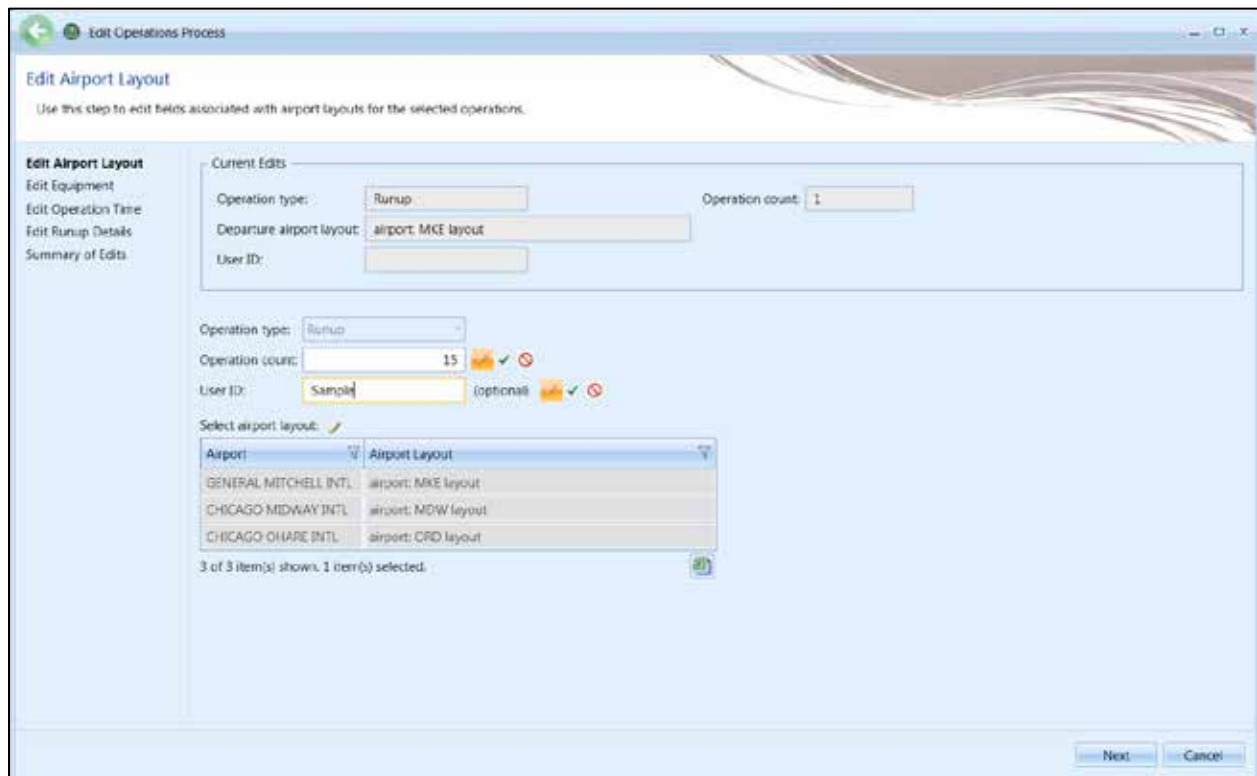 Edit Operations Process
Edit Airport Layout
Use this step to edit fields associated with airport layouts for the selected operations.
Edit Airport Layout
Edit Equipment
Edit Operation Time
Edit Runup Details
Summary of Edits
Current Edits
Operation type: Runup Operation count: 1
Departure airport layout: airport: MKE layout
User ID:
Operation type: Runup
Operation count: 15
User ID: Sample (optional)
Select airport layout:
Airport Airport Layout
GENERAL MITCHELL INTL airport: MKE layout
CHICAGO MIDWAY INTL airport: MDW layout
CHICAGO OHARE INTL airport: ORD layout
3 of 3 item(s) shown. 1 item(s) selected.
Next Cancel